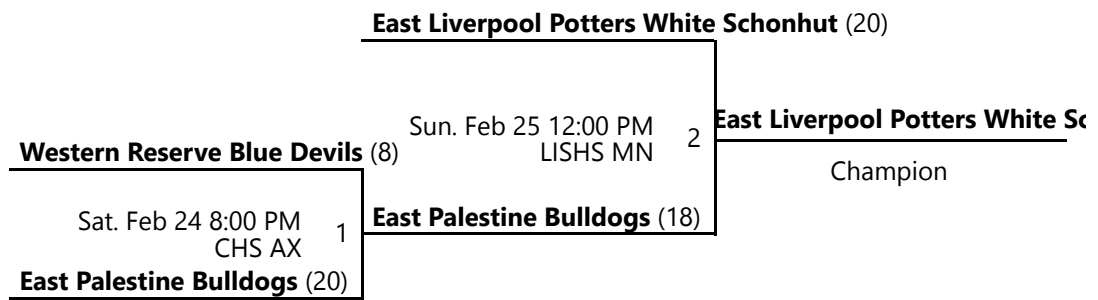 East Liverpool Potters White Schonhut (20)
Sun. Feb 25 12:00 PM
LISHS MN
2
East Liverpool Potters White
Champion
Western Reserve Blue Devils (8)
Sat. Feb 24 8:00 PM
CHS AX
1
East Palestine Bulldogs (18)
East Palestine Bulldogs (20)